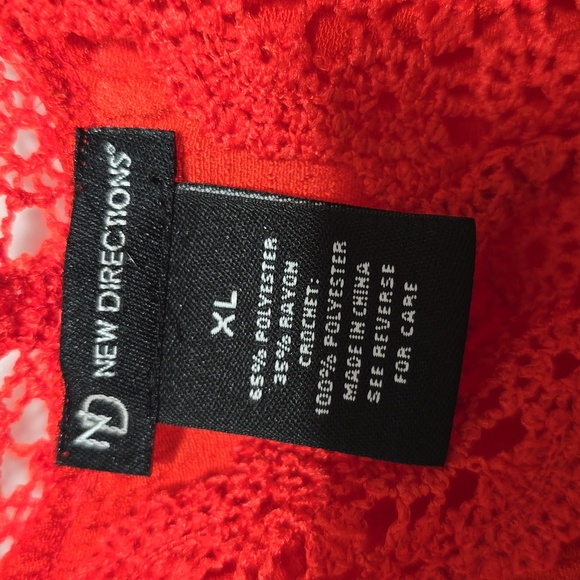 ND NEW DIRECTIONS®
XL
65% POLYESTER
35% RAYON
CROCHET:
100% POLYESTER
MADE IN CHINA
SEE REVERSE
FOR CARE